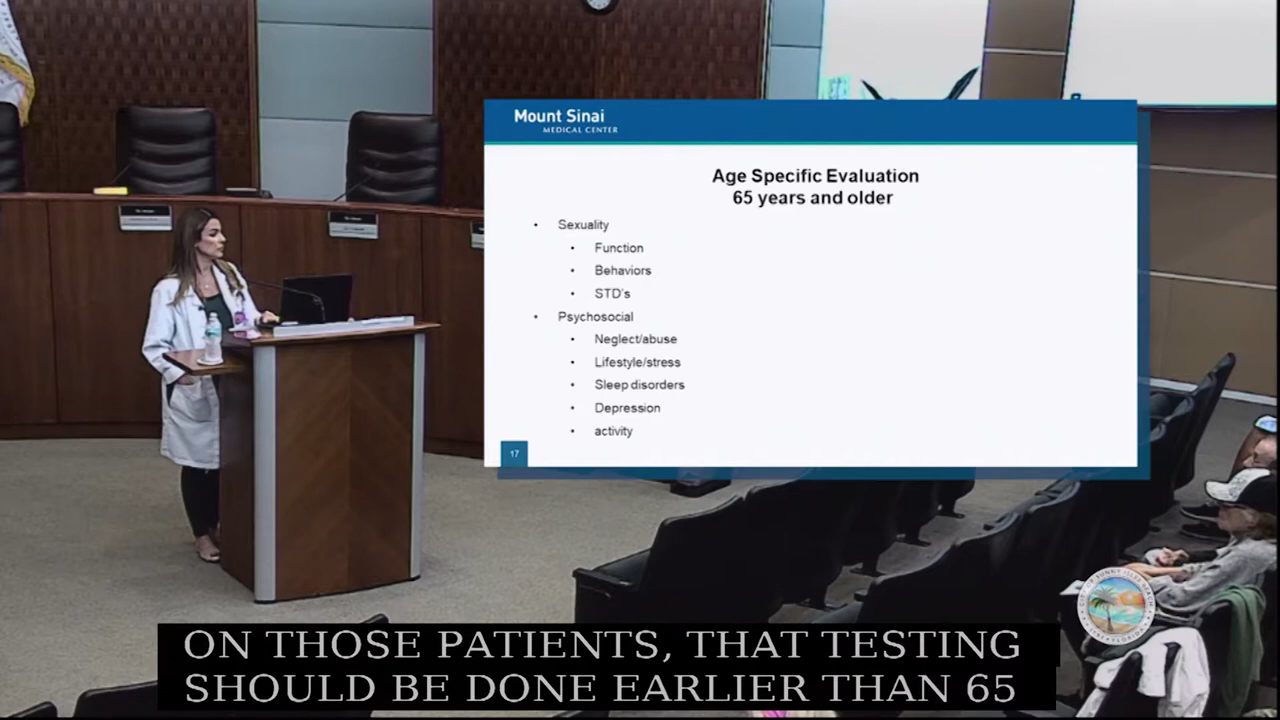 Mount Sinai
MEDICAL CENTER
Age Specific Evaluation
65 years and older
• Sexuality
• Function
• Behaviors
• STD's
• Psychosocial
• Neglect/abuse
• Lifestyle/stress
• Sleep disorders
• Depression
• activity
17
ON THOSE PATIENTS, THAT TESTING
SHOULD BE DONE EARLIER THAN 65